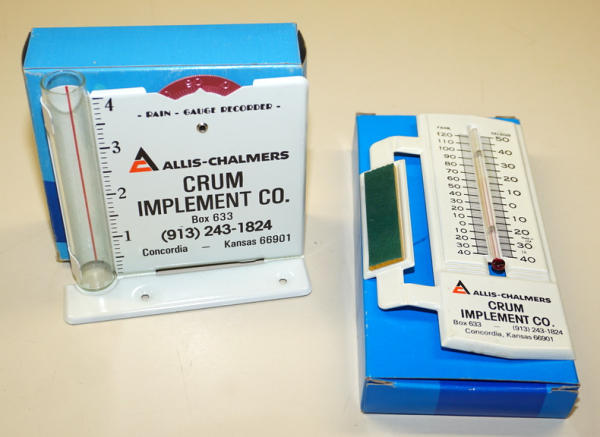 - RAIN - GAUGE RECORDER -
4
3
2
1
ALLIS-CHALMERS
CRUM
IMPLEMENT CO.
Box 633
(913) 243-1824
Concordia — Kansas 66901
FAHR. CELSIUS
120 50
110
100 40
90
80 30
70
60 20
50
40 10
30
20 0
10
0 10
10 20
20
30 30
40 40
ALLIS-CHALMERS
CRUM
IMPLEMENT CO.
Box 633 — (913) 243-1824
Concordia, Kansas 66901